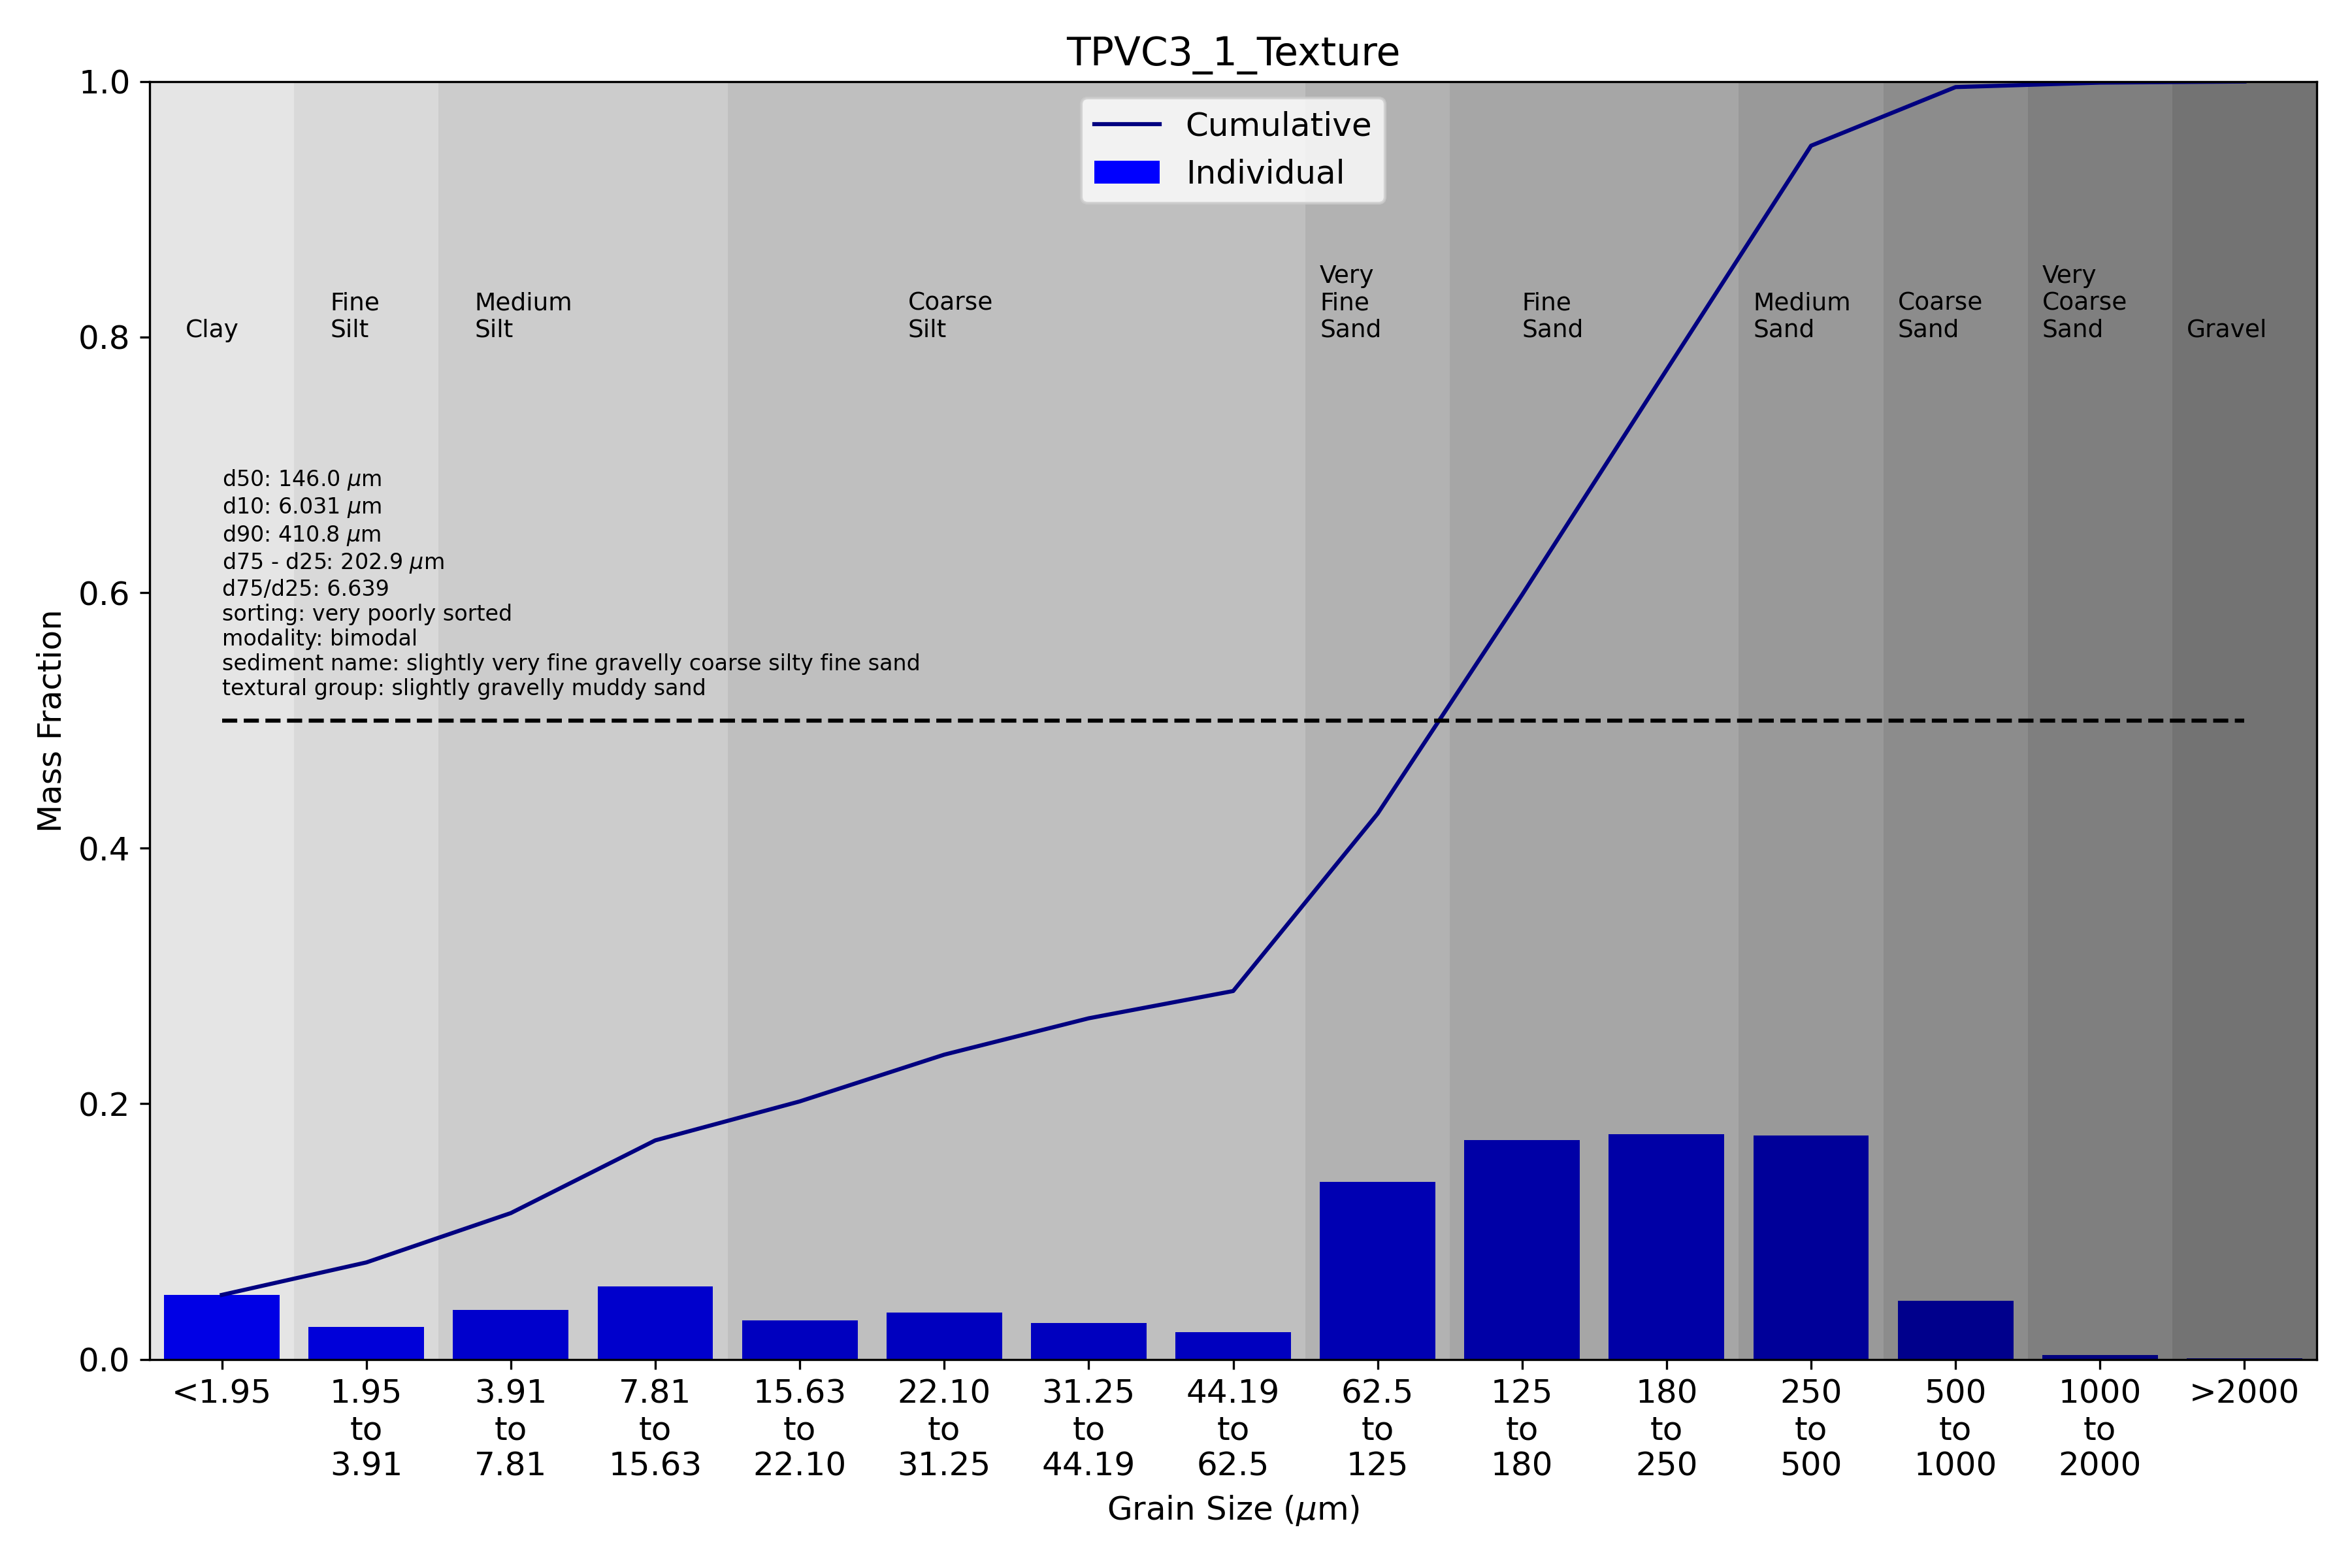 TPVC3_1_Texture
1.0
0.8
0.6
0.4
0.2
0.0
Mass Fraction
Cumulative
Individual
Clay
Fine
Silt
Medium
Silt
Coarse
Silt
Very
Fine
Sand
Fine
Sand
Medium
Sand
Coarse
Sand
Very
Coarse
Sand
Gravel
d50: 146.0 μm
d10: 6.031 μm
d90: 410.8 μm
d75 - d25: 202.9 μm
d75/d25: 6.639
sorting: very poorly sorted
modality: bimodal
sediment name: slightly very fine gravelly coarse silty fine sand
textural group: slightly gravelly muddy sand
<1.95
1.95
to
3.91
3.91
to
7.81
7.81
to
15.63
15.63
to
22.10
22.10
to
31.25
31.25
to
44.19
44.19
to
62.5
62.5
to
125
125
to
180
180
to
250
250
to
500
500
to
1000
1000
to
2000
>2000
Grain Size (μm)